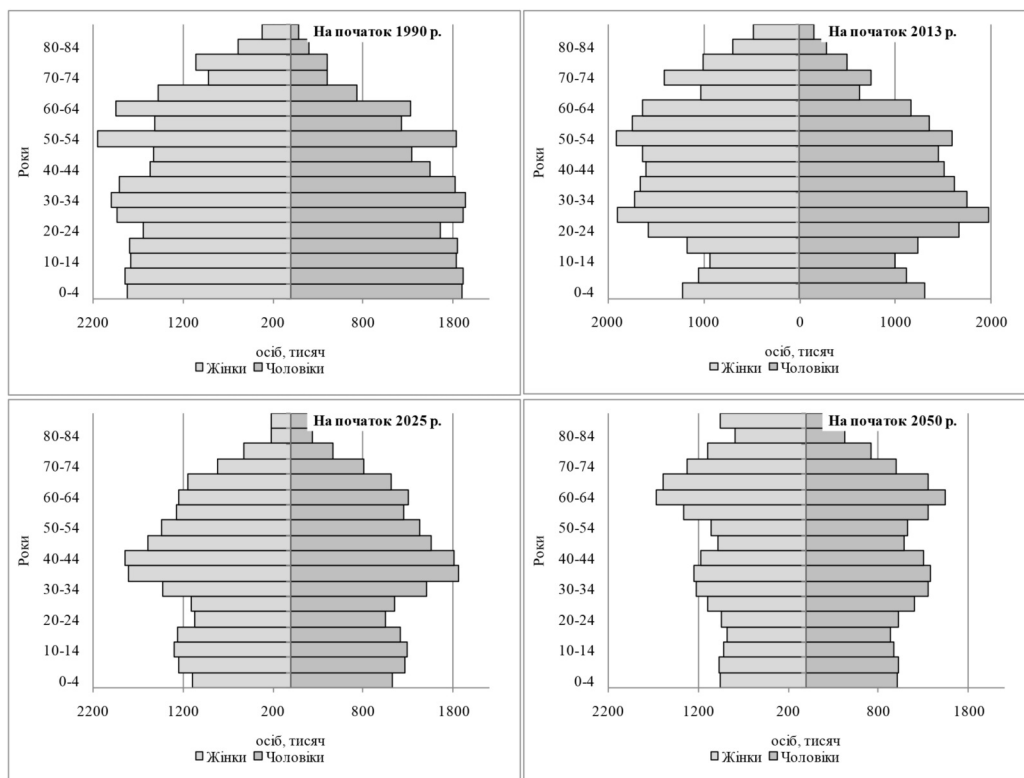 На початок 1990 р.
80-84
70-74
60-64
50-54
40-44
30-34
20-24
10-14
0-4
Роки
2200 1200 200 800 1800
осіб, тисяч
Жінки Чоловіки
На початок 2013 р.
80-84
70-74
60-64
50-54
40-44
30-34
20-24
10-14
0-4
Роки
2000 1000 0 1000 2000
осіб, тисяч
Жінки Чоловіки
На початок 2025 р.
80-84
70-74
60-64
50-54
40-44
30-34
20-24
10-14
0-4
Роки
2200 1200 200 800 1800
осіб, тисяч
Жінки Чоловіки
На початок 2050 р.
80-84
70-74
60-64
50-54
40-44
30-34
20-24
10-14
0-4
Роки
2200 1200 200 800 1800
осіб, тисяч
Жінки Чоловіки